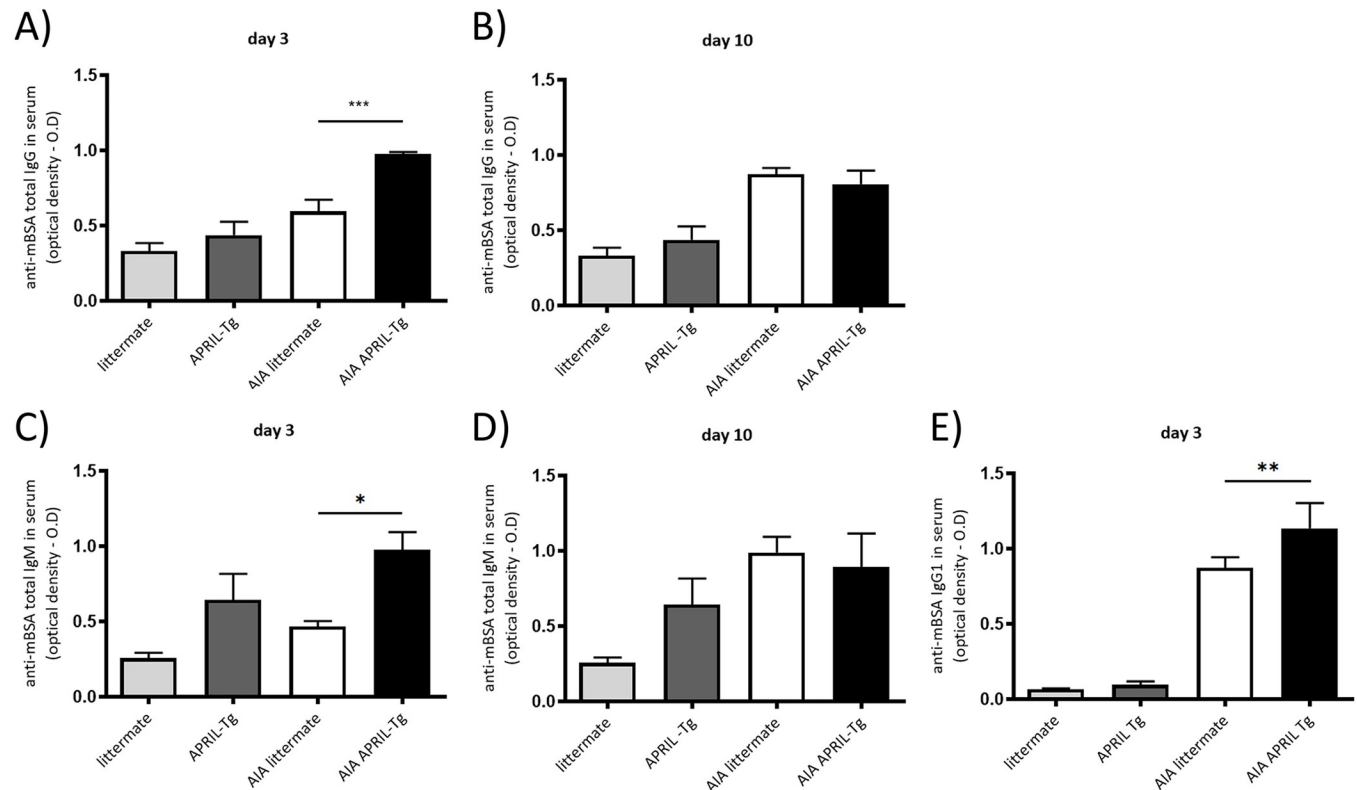 A)
day 3
anti-mBSA total IgG in serum
(optical density - O.D)
1.5
1.0
0.5
0.0
***
littermate
APRIL-Tg
AIA littermate
AIA APRIL-Tg
B)
day 10
anti-mBSA total IgG in serum
(optical density - O.D)
1.5
1.0
0.5
0.0
littermate
APRIL -Tg
AIA littermate
AIA APRIL-Tg
C)
day 3
anti-mBSA total IgM in serum
(optical density - O.D)
1.5
1.0
0.5
0.0
*
littermate
APRIL-Tg
AIA littermate
AIA APRIL-Tg
D)
day 10
anti-mBSA total IgM in serum
(optical density - O.D)
1.5
1.0
0.5
0.0
littermate
APRIL -Tg
AIA littermate
AIA APRIL-Tg
E)
day 3
anti-mBSA IgG1 in serum
(optical density - O.D)
1.5
1.0
0.5
0.0
**
littermate
APRIL Tg
AIA littermate
AIA APRIL Tg